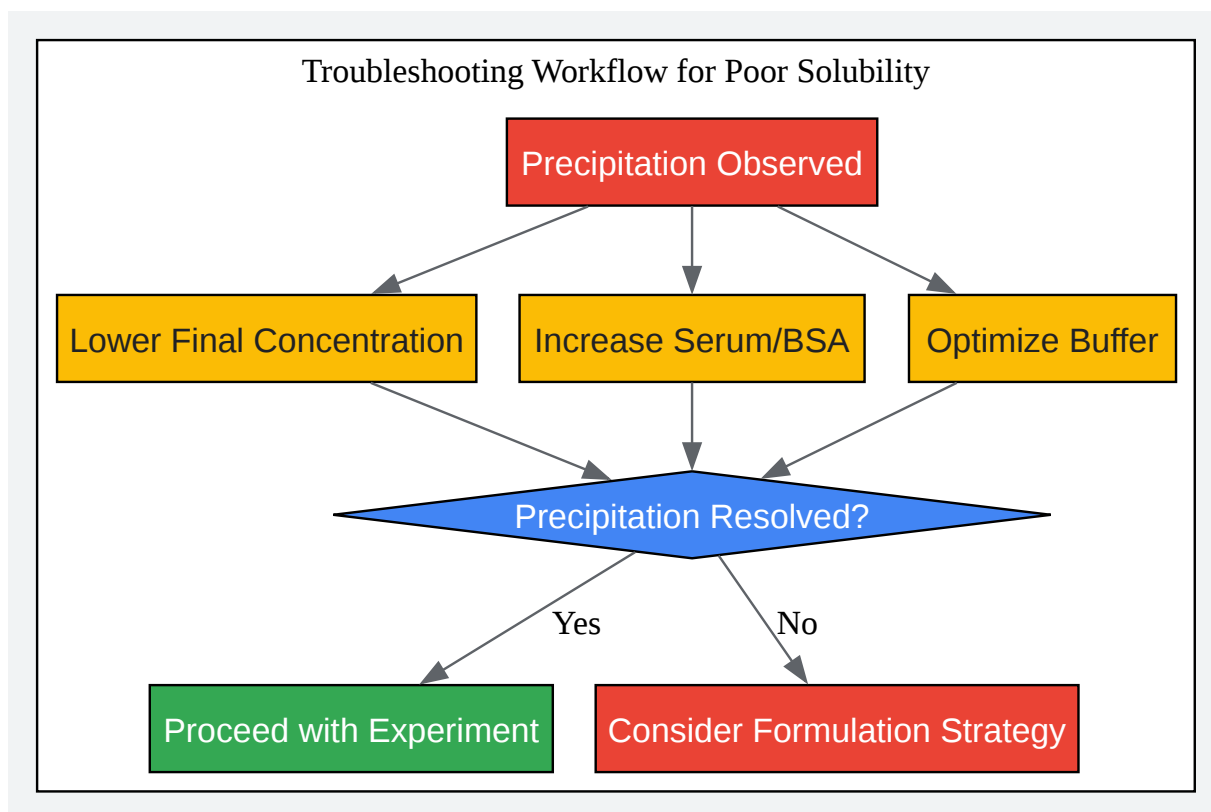 Troubleshooting Workflow for Poor Solubility
Precipitation Observed
Lower Final Concentration
Increase Serum/BSA
Optimize Buffer
Precipitation Resolved?
Yes
No
Proceed with Experiment
Consider Formulation Strategy